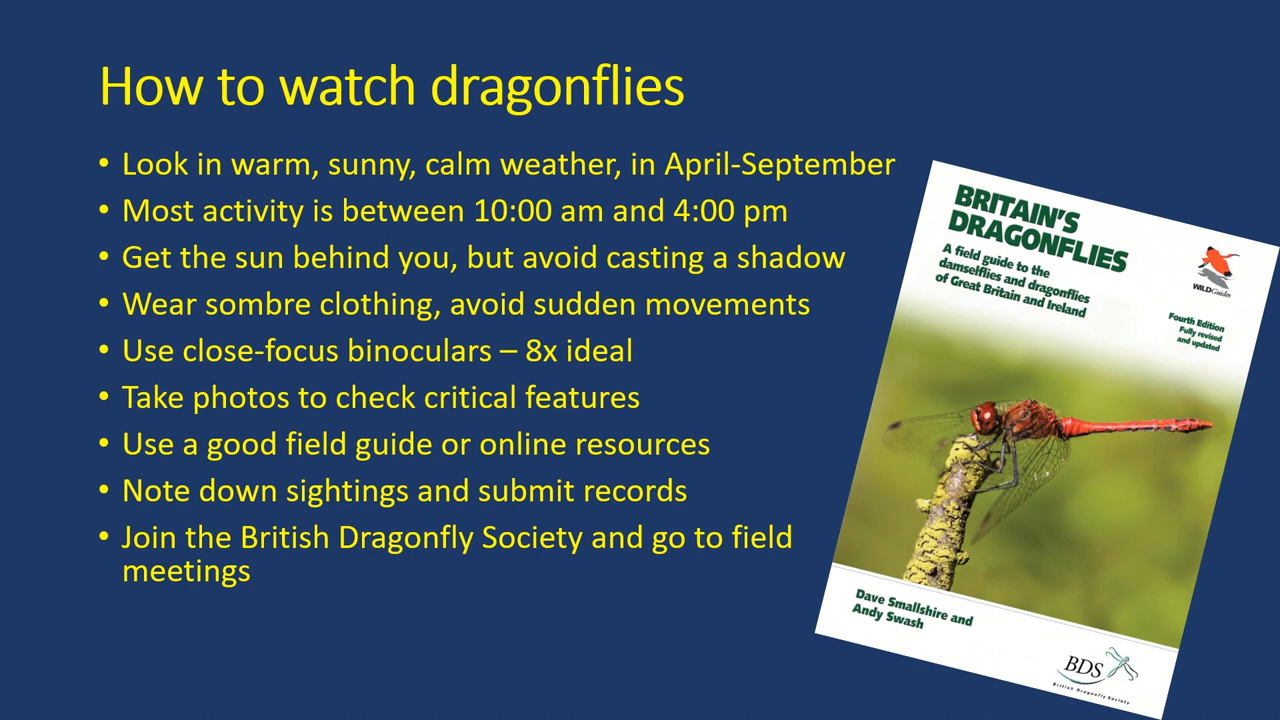 How to watch dragonflies
• Look in warm, sunny, calm weather, in April-September
• Most activity is between 10:00 am and 4:00 pm
• Get the sun behind you, but avoid casting a shadow
• Wear sombre clothing, avoid sudden movements
• Use close-focus binoculars – 8x ideal
• Take photos to check critical features
• Use a good field guide or online resources
• Note down sightings and submit records
• Join the British Dragonfly Society and go to field
meetings
BRITAIN'S
DRAGONFLIES
A field guide to the
damselflies and dragonflies
of Great Britain and Ireland
WILDGuides
Fourth Edition
Fully revised
and updated
Dave Smallshire and
Andy Swash
BDS
British Dragonfly Society